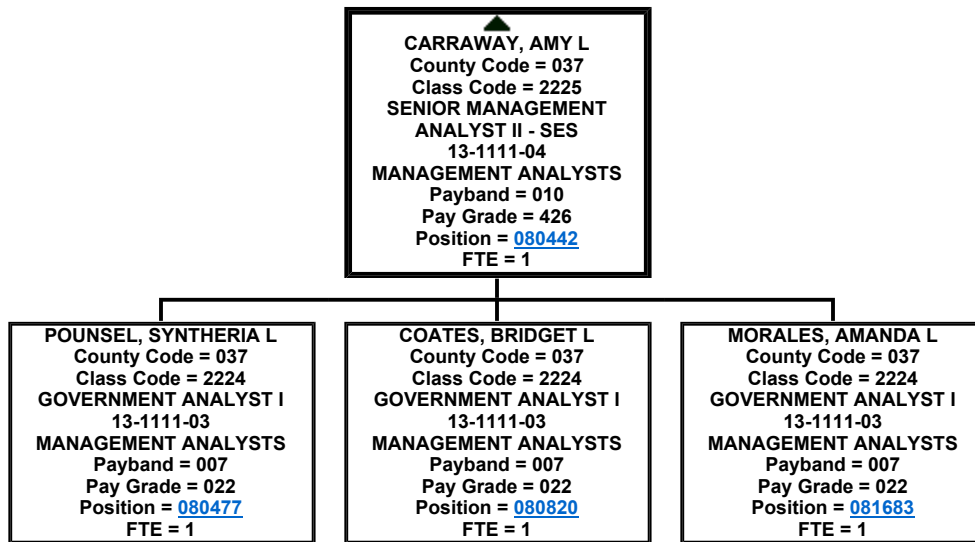 CARRAWAY, AMY L
County Code = 037
Class Code = 2225
SENIOR MANAGEMENT
ANALYST II - SES
13-1111-04
MANAGEMENT ANALYSTS
Payband = 010
Pay Grade = 426
Position = 080442
FTE = 1
POUNSEL, SYNTHERIA L
County Code = 037
Class Code = 2224
GOVERNMENT ANALYST I
13-1111-03
MANAGEMENT ANALYSTS
Payband = 007
Pay Grade = 022
Position = 080477
FTE = 1
COATES, BRIDGET L
County Code = 037
Class Code = 2224
GOVERNMENT ANALYST I
13-1111-03
MANAGEMENT ANALYSTS
Payband = 007
Pay Grade = 022
Position = 080820
FTE = 1
MORALES, AMANDA L
County Code = 037
Class Code = 2224
GOVERNMENT ANALYST I
13-1111-03
MANAGEMENT ANALYSTS
Payband = 007
Pay Grade = 022
Position = 081683
FTE = 1